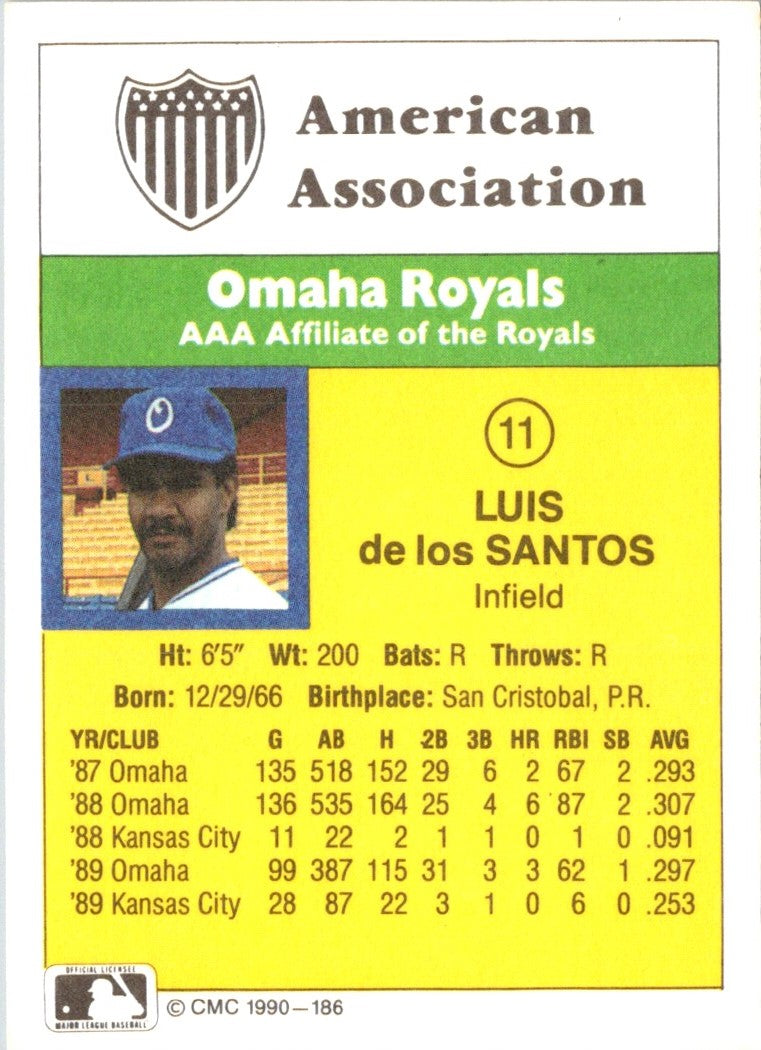 American
Association
Omaha Royals
AAA Affiliate of the Royals
O
11
LUIS
de los SANTOS
Infield
Ht: 6'5" Wt: 200 Bats: R Throws: R
Born: 12/29/66 Birthplace: San Cristobal, P.R.
YR/CLUB G AB H 2B 3B HR RBI SB AVG
'87 Omaha 135 518 152 29 6 2 67 2 .293
'88 Omaha 136 535 164 25 4 6 87 2 .307
'88 Kansas City 11 22 2 1 1 0 1 0 .091
'89 Omaha 99 387 115 31 3 3 62 1 .297
'89 Kansas City 28 87 22 3 1 0 6 0 .253
OFFICIAL LICENSEE
MAJOR LEAGUE BASEBALL
© CMC 1990—186